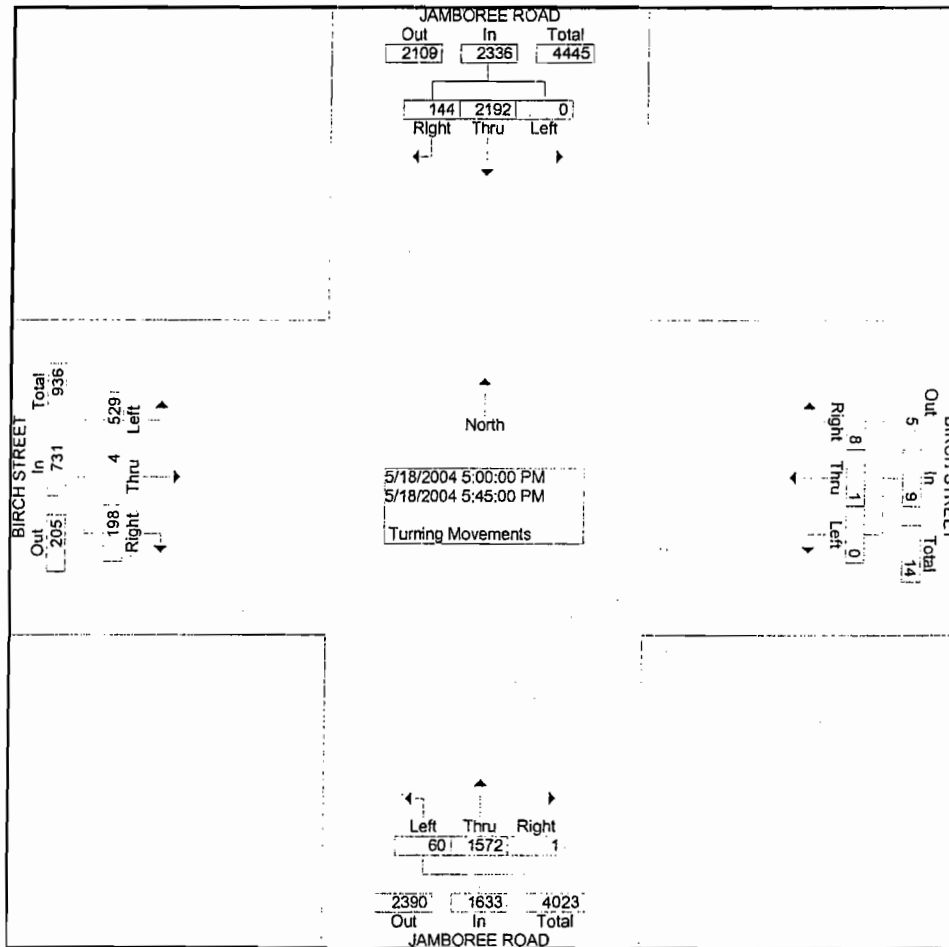 JAMBOREE ROAD
Out In Total
2109 2336 4445
144 2192 0
Right Thru Left
BIRCH STREET
Out In Total
205 731 936
198 4 529
Right Thru Left
North
5/18/2004 5:00:00 PM
5/18/2004 5:45:00 PM
Turning Movements
Right Thru Left
8 1 0
Out In Total
5 9 14
Left Thru Right
60 1572 1
2390 1633 4023
Out In Total
JAMBOREE ROAD